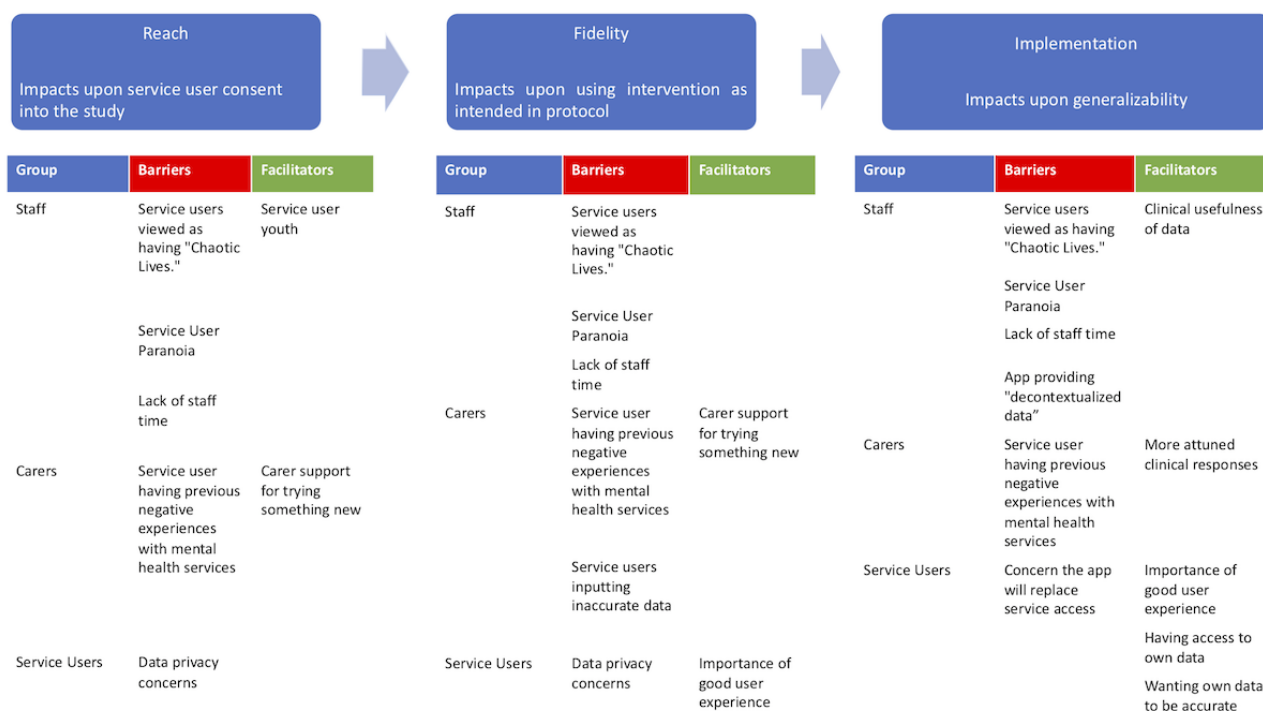 Reach
Impacts upon service user consent
into the study
Fidelity
Impacts upon using intervention as
intended in protocol
Implementation
Impacts upon generalizability
Group
Barriers
Facilitators
Staff
Service users
viewed as
having "Chaotic
Lives."
Service user
youth
Service User
Paranoia
Lack of staff
time
Carers
Service user
having previous
negative
experiences
with mental
health services
Carer support
for trying
something new
Service Users
Data privacy
concerns
Group
Barriers
Facilitators
Staff
Service users
viewed as
having "Chaotic
Lives."
Service User
Paranoia
Lack of staff
time
Carers
Service user
having previous
negative
experiences
with mental
health services
Carer support
for trying
something new
Service users
inputting
inaccurate data
Service Users
Data privacy
concerns
Importance of
good user
experience
Group
Barriers
Facilitators
Staff
Service users
viewed as having
"Chaotic Lives."
Clinical usefulness
of data
Service User
Paranoia
Lack of staff time
App providing
"decontextualized
data”
Carers
Service user
having previous
negative
experiences with
mental health
services
More attuned
clinical responses
Service Users
Concern the app
will replace
service access
Importance of
good user
experience
Having access to
own data
Wanting own data
to be accurate